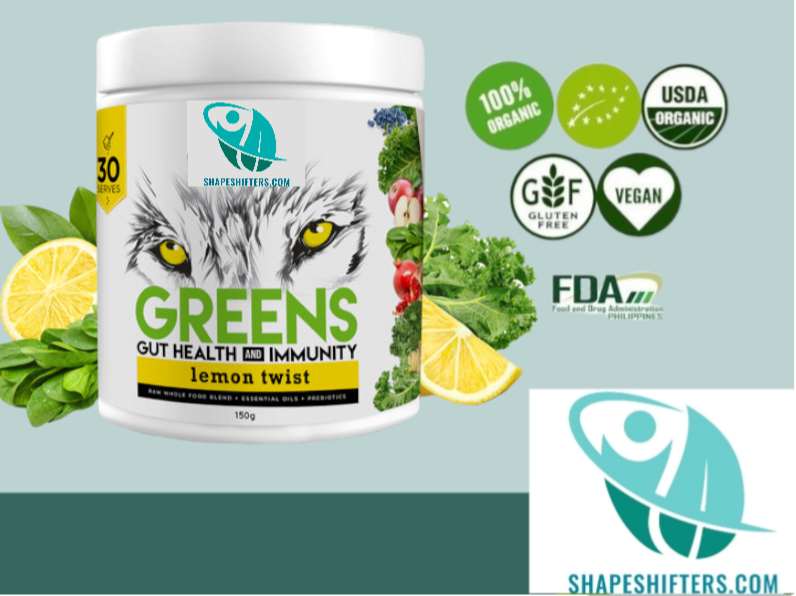 SHAPESHIFTERS.COM
30
SERVES
GREENS
GUT HEALTH AND IMMUNITY
lemon twist
RAW WHOLE FOOD BLEND • ESSENTIAL OILS • PREBIOTICS
150g
100%
ORGANIC
USDA
ORGANIC
GF
GLUTEN
FREE
VEGAN
FDA
Food and Drug Administration
PHILIPPINES
SHAPESHIFTERS.COM